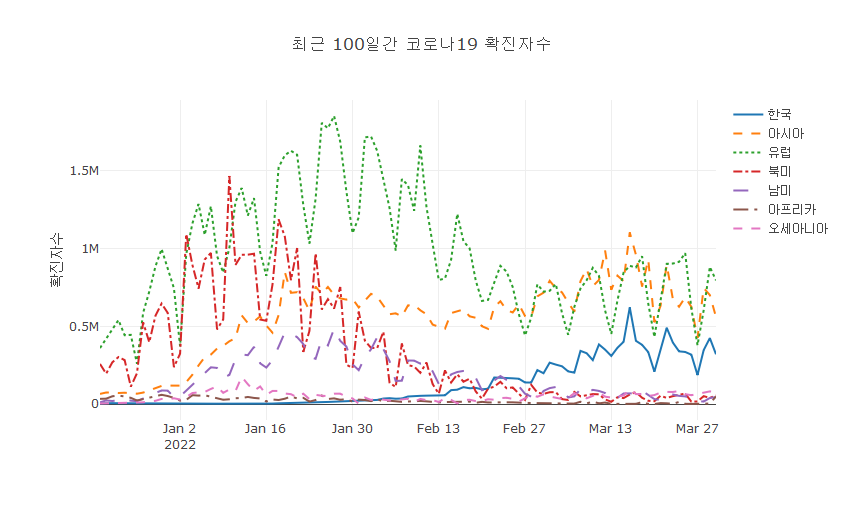 최근 100일간 코로나19 확진자수
한국
아시아
유럽
북미
남미
아프리카
오세아니아
확진자수
1.5M
1M
0.5M
0
Jan 2
2022
Jan 16
Jan 30
Feb 13
Feb 27
Mar 13
Mar 27